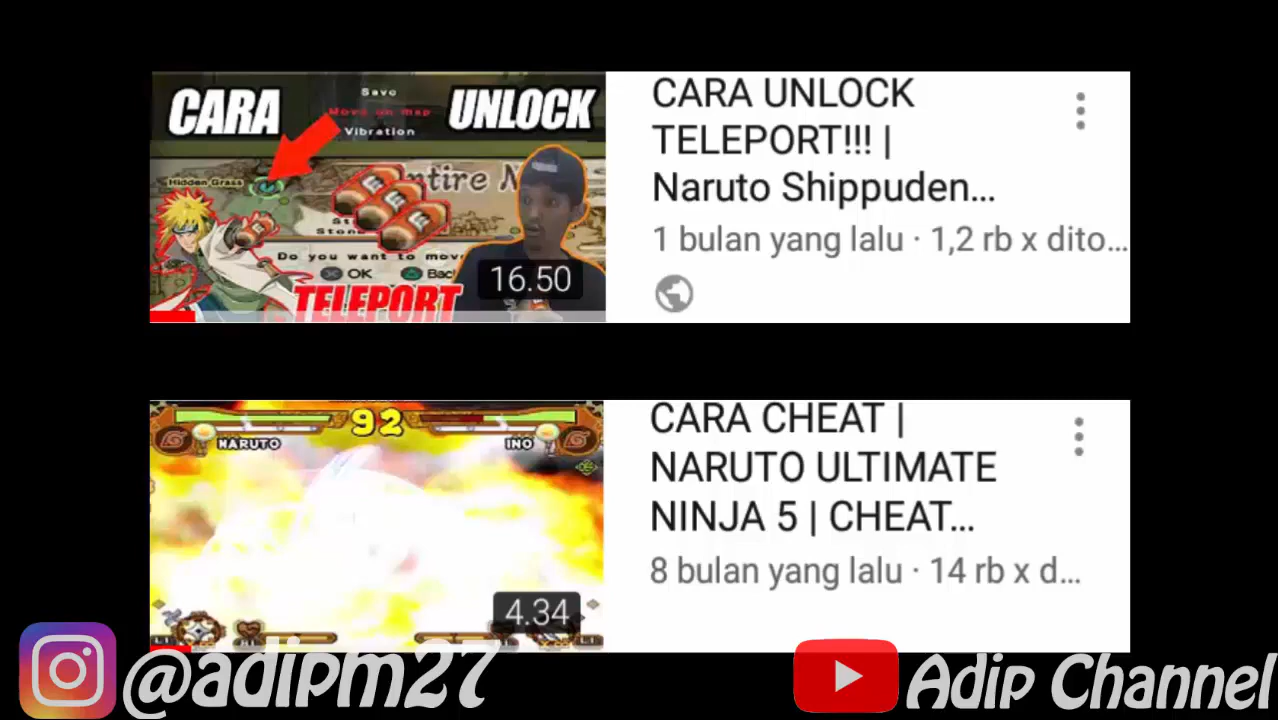 CARA UNLOCK
Save
Move on map
Vibration
Hidden Grass
Do you want to
OK
TELEPORT
16.50
CARA UNLOCK
TELEPORT!!! |
Naruto Shippuden...
1 bulan yang lalu · 1,2 rb x dito...
92
NARUTO
INO
4.34
CARA CHEAT |
NARUTO ULTIMATE
NINJA 5 | CHEAT...
8 bulan yang lalu · 14 rb x d...
@adipm27
Adip Channel